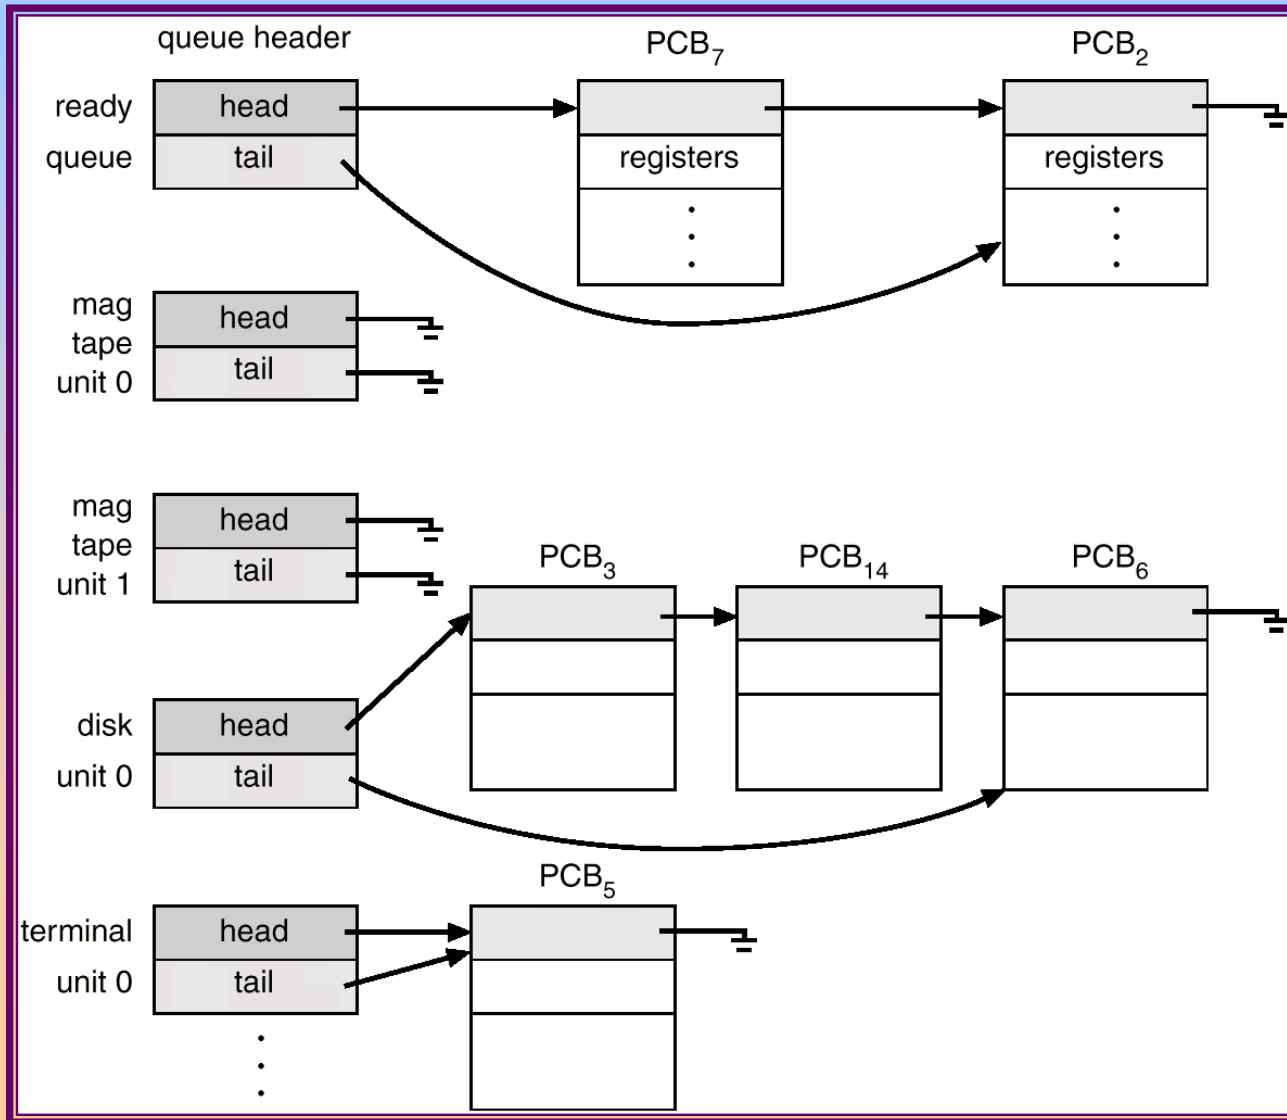 queue header
PCB₇
PCB₂
ready
head
queue
tail
registers
registers
mag
tape
unit 0
head
tail
mag
tape
unit 1
head
tail
PCB₃
PCB₁₄
PCB₆
disk
head
unit 0
tail
PCB₅
terminal
head
unit 0
tail